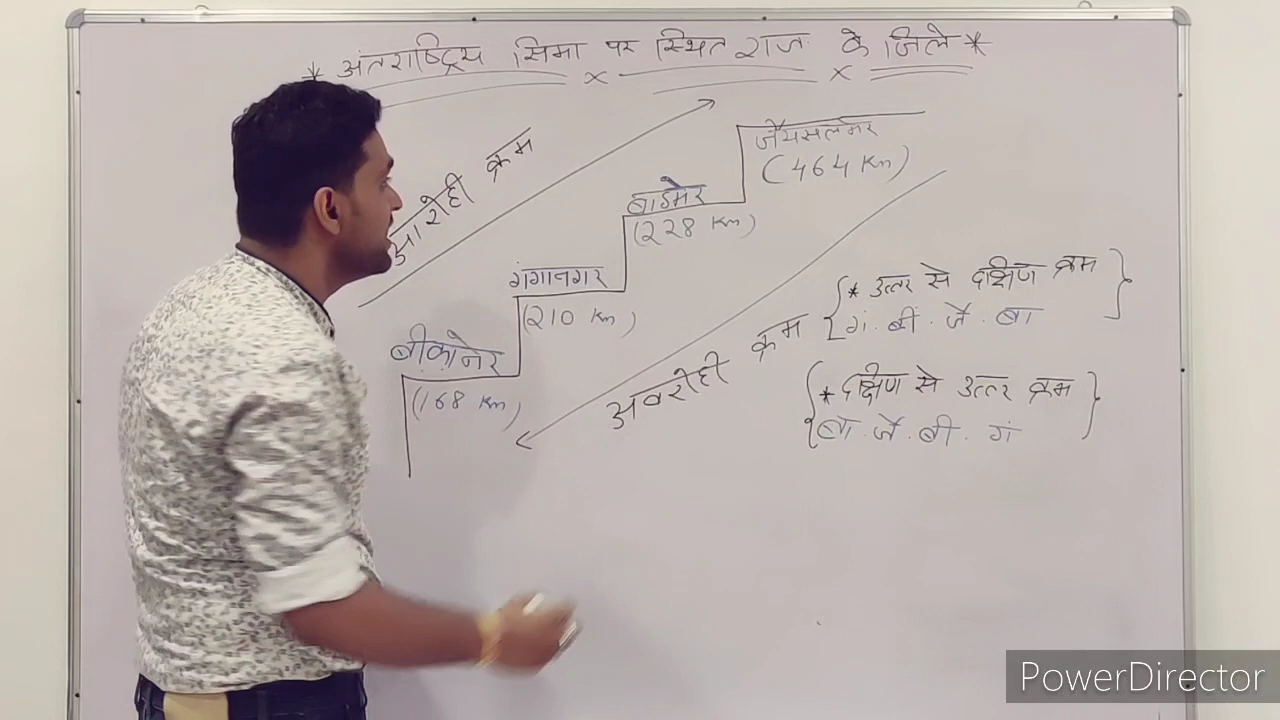 * अंतराष्ट्रिय सिमा पर स्थित राज. के जिले *
आरोही क्रम
जैसलमेर
(464 Km)
बाडमेर
(228 Km)
गंगानगर
(210 Km)
बीकानेर
(168 Km)
अवरोही क्रम
* उत्तर से दक्षिण क्रम
गं. बी. जै. बा
* दक्षिण से उत्तर क्रम
बा. जै. बी. गं
PowerDirector